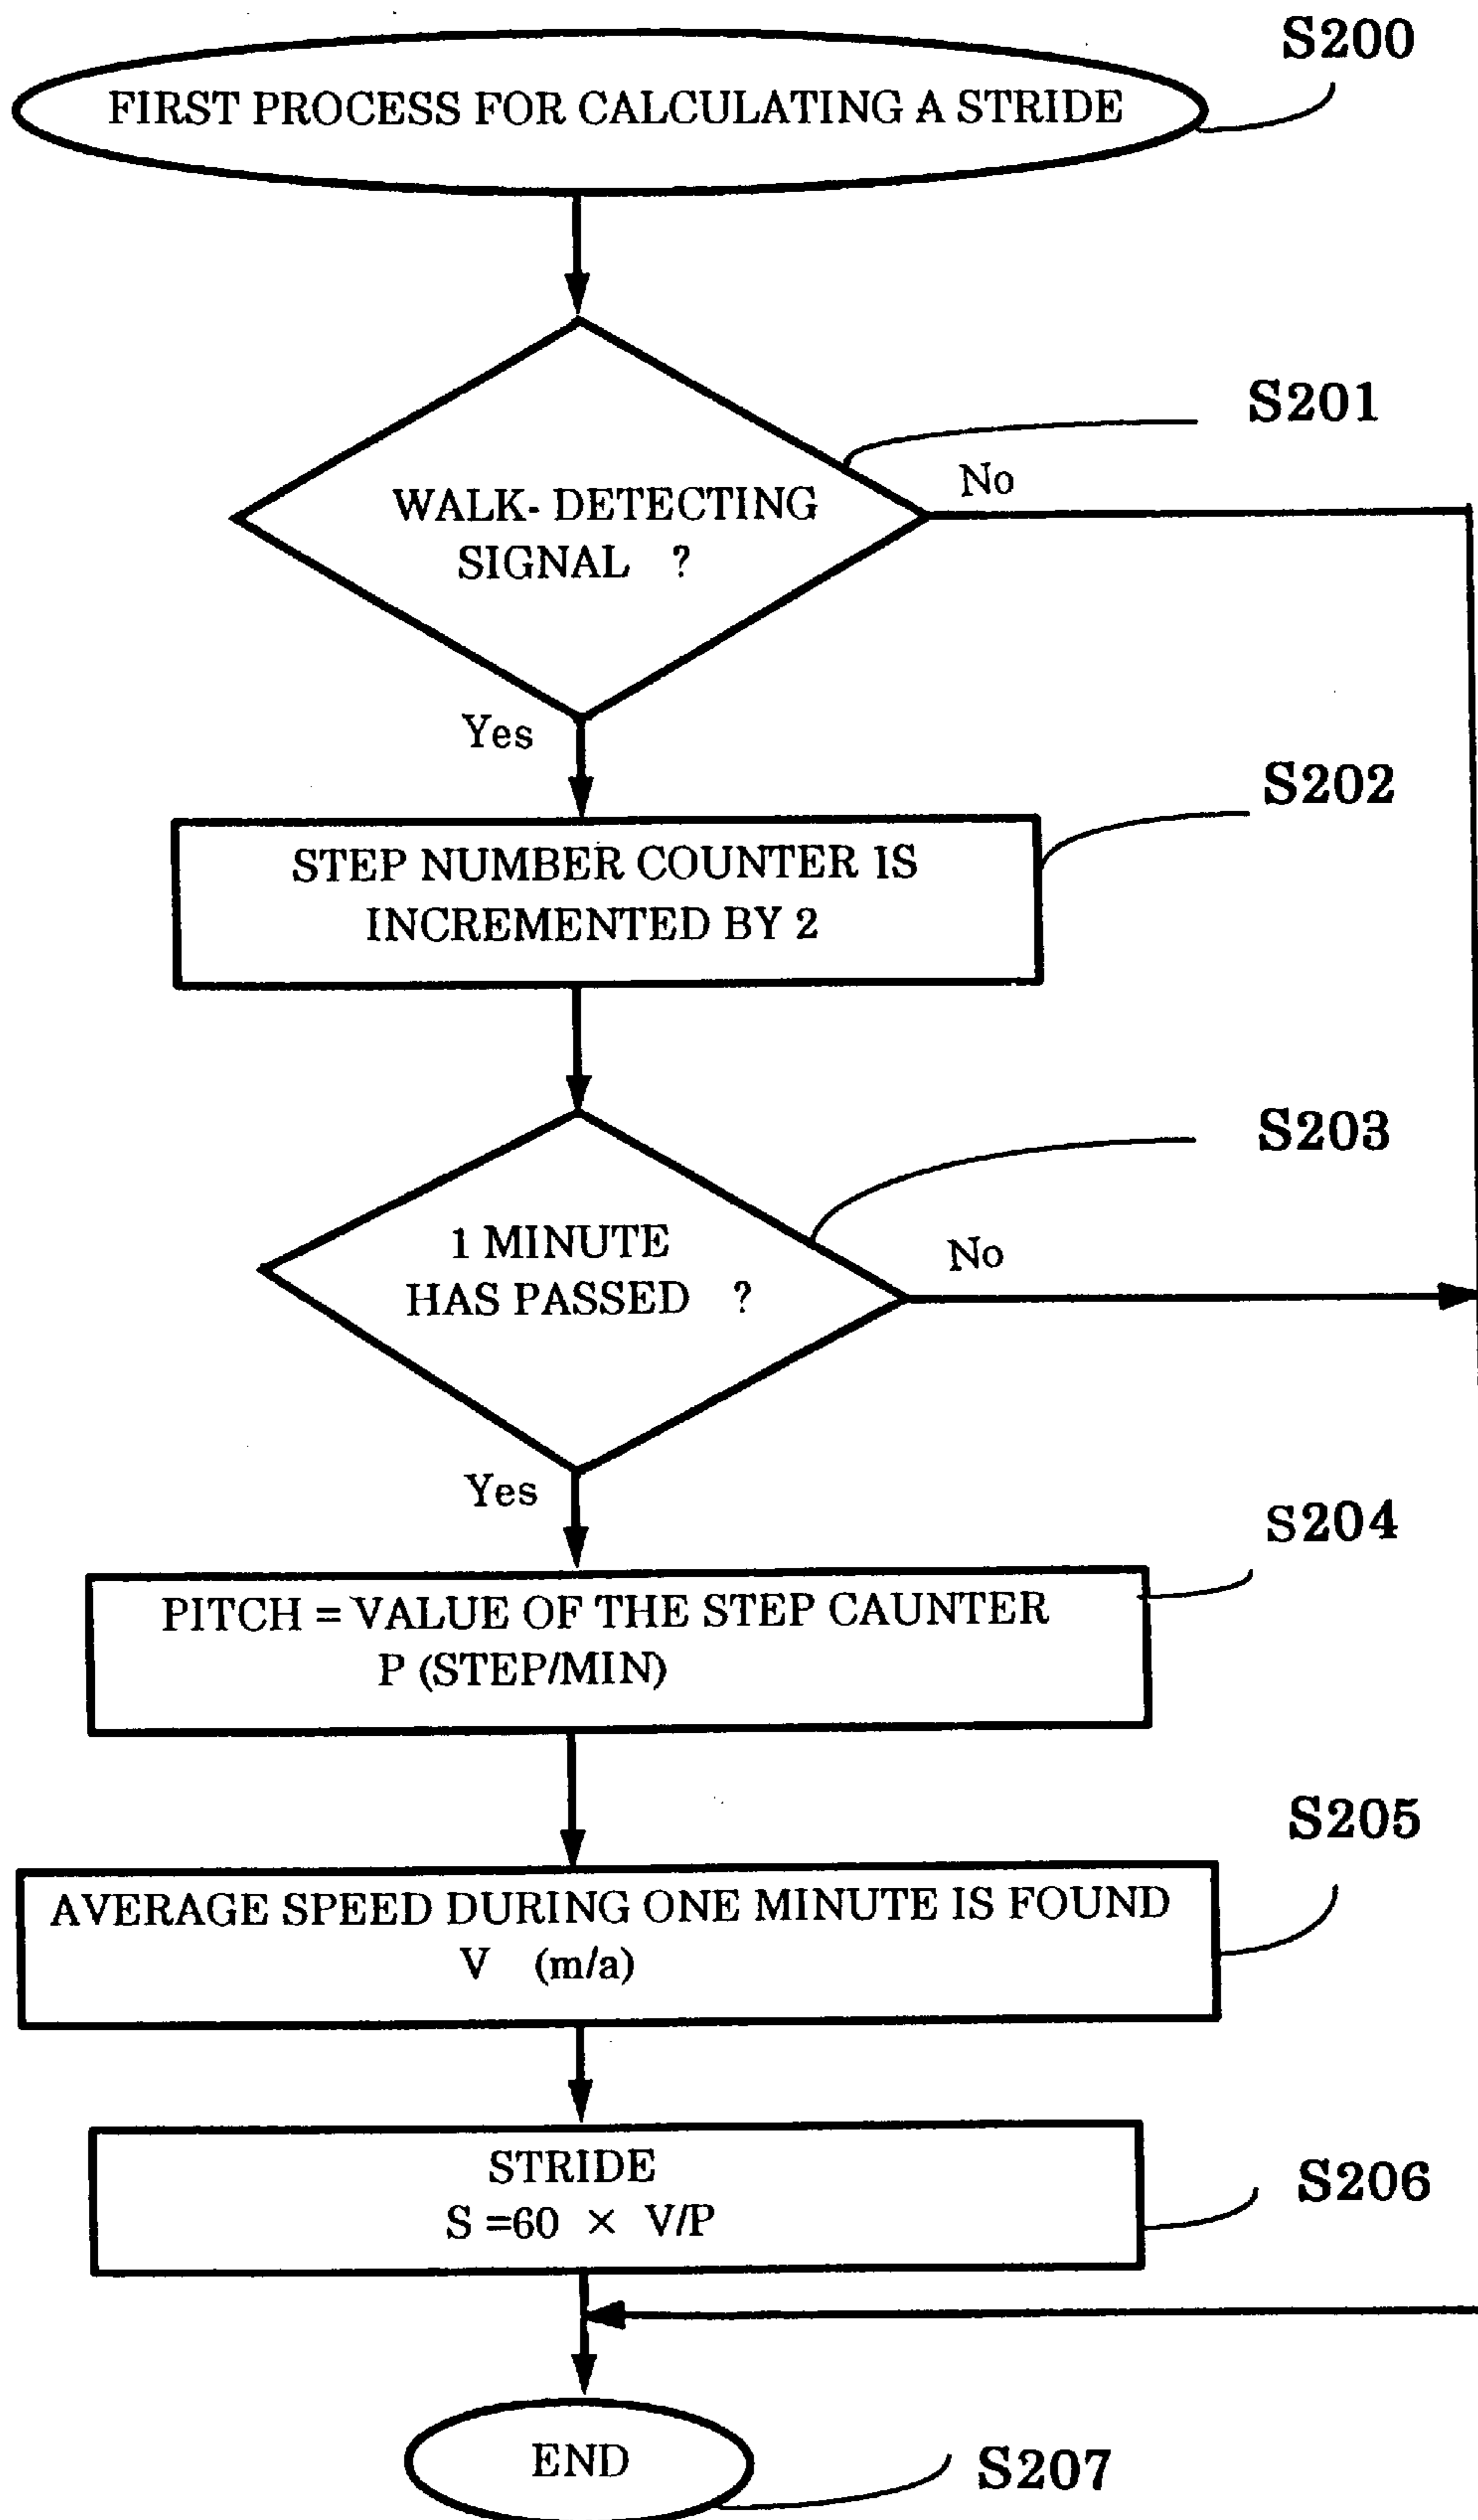 S200
FIRST PROCESS FOR CALCULATING A STRIDE
S201
No
WALK- DETECTING
SIGNAL ?
Yes
S202
STEP NUMBER COUNTER IS
INCREMENTED BY 2
S203
1 MINUTE
HAS PASSED ?
No
Yes
S204
PITCH = VALUE OF THE STEP CAUNTER
P (STEP/MIN)
S205
AVERAGE SPEED DURING ONE MINUTE IS FOUND
V (m/a)
STRIDE
S =60 × V/P
S206
END
S207